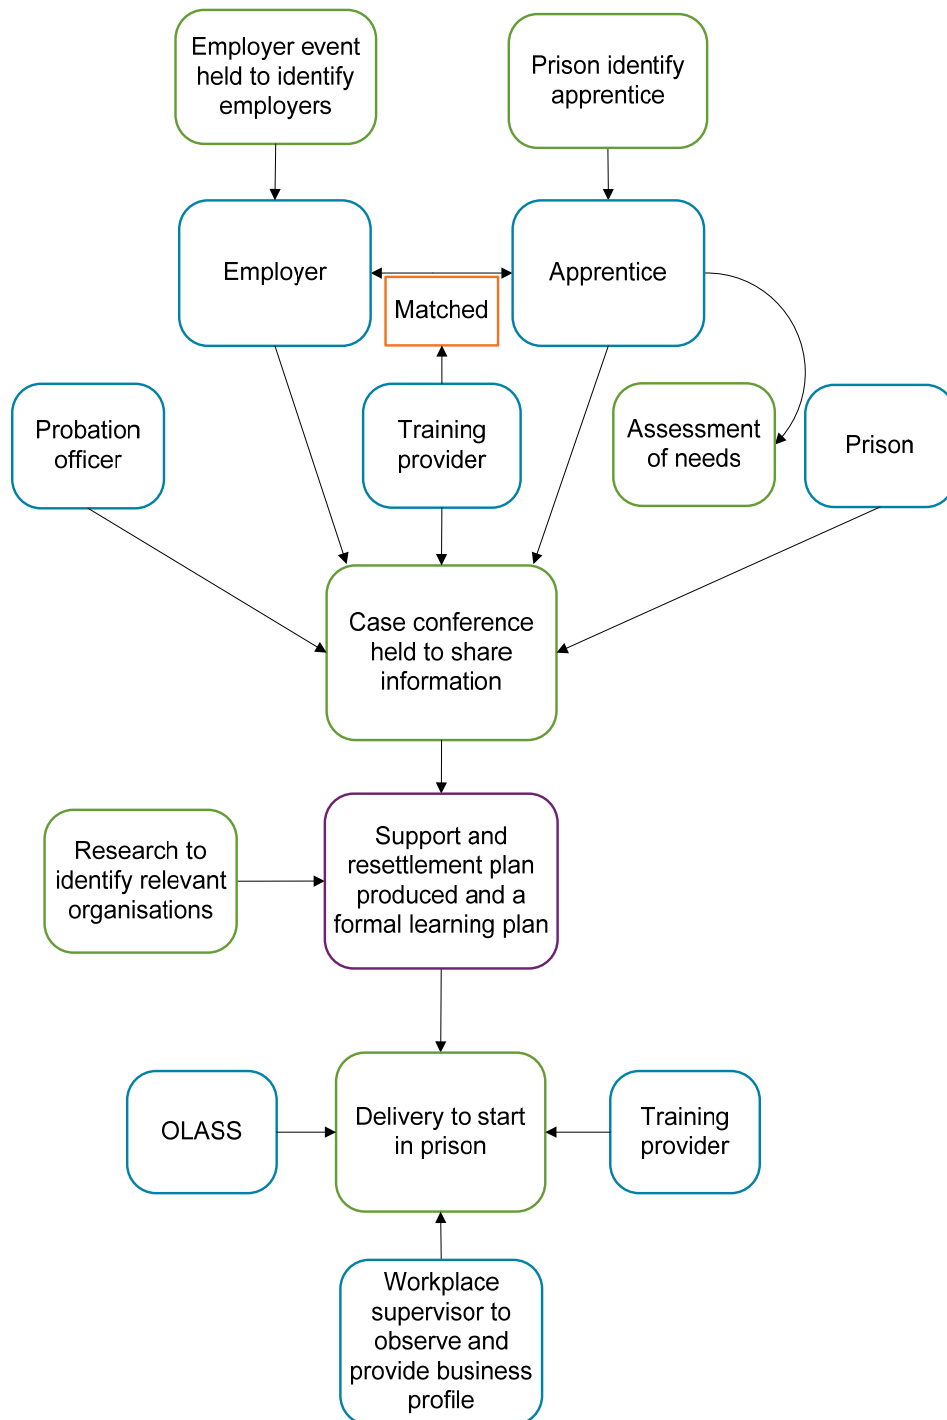 Employer event
held to identify
employers
Prison identify
apprentice
Employer
Apprentice
Matched
Probation
officer
Training
provider
Assessment
of needs
Prison
Case conference
held to share
information
Research to
identify relevant
organisations
Support and
resettlement plan
produced and a
formal learning plan
OLASS
Delivery to start
in prison
Training
provider
Workplace
supervisor to
observe and
provide business
profile